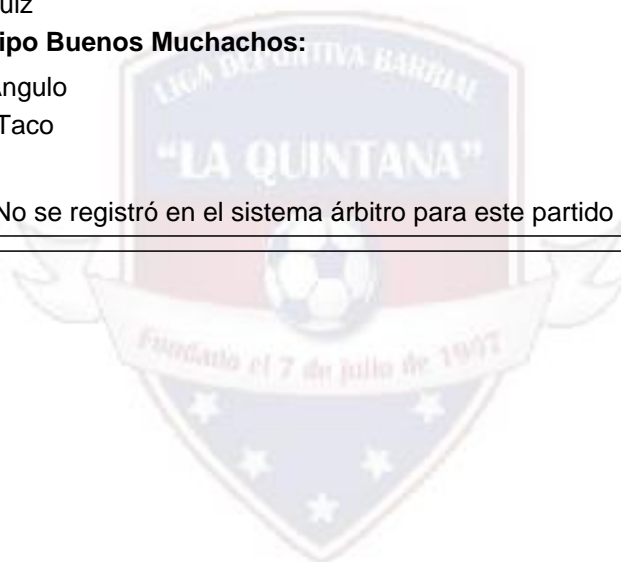 uiz
ipo Buenos Muchachos:
Angulo
Taco
LIGA DEPORTIVA BARRIAL
"LA QUINTANA"
No se registró en el sistema árbitro para este partido
Fundado el 7 de julio de 1997